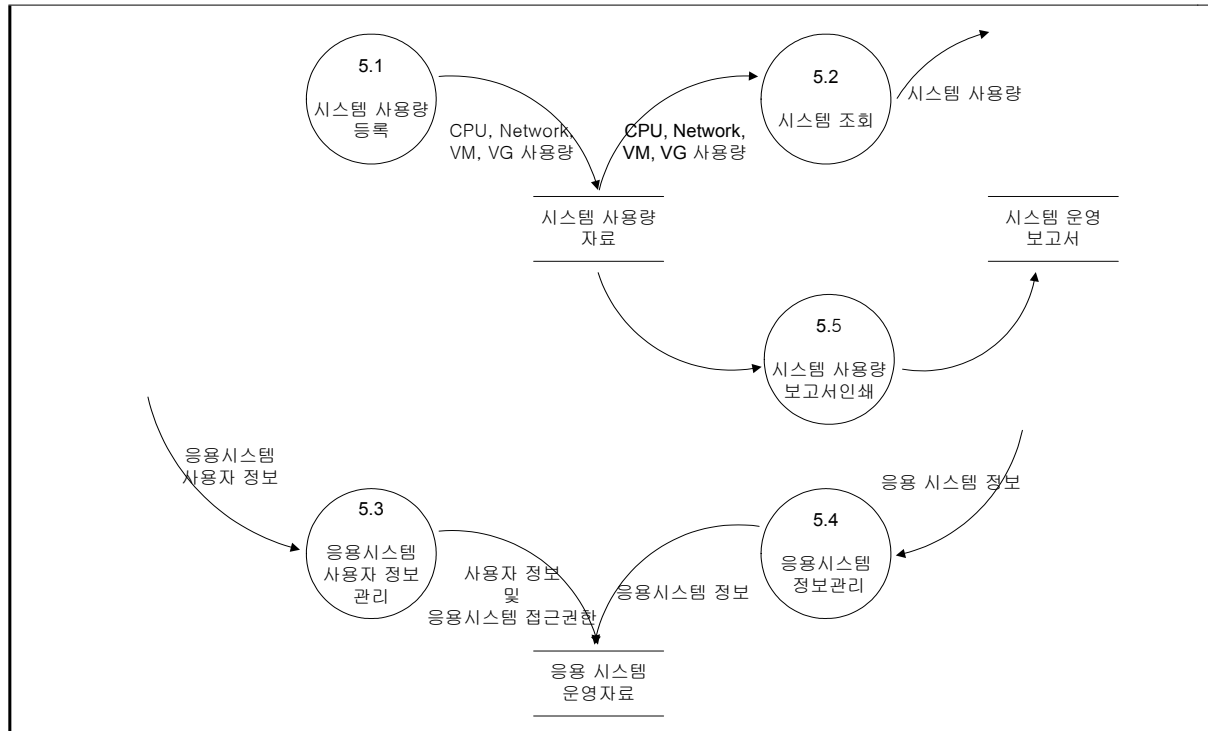 5.1
시스템 사용량
등록
CPU, Network,
VM, VG 사용량
CPU, Network,
VM, VG 사용량
5.2
시스템 조회
시스템 사용량
시스템 사용량
자료
시스템 운영
보고서
5.5
시스템 사용량
보고서인쇄
응용시스템
사용자 정보
응용 시스템 정보
5.3
응용시스템
사용자 정보
관리
사용자 정보
및
응용시스템 접근권한
응용시스템 정보
5.4
응용시스템
정보관리
응용 시스템
운영자료